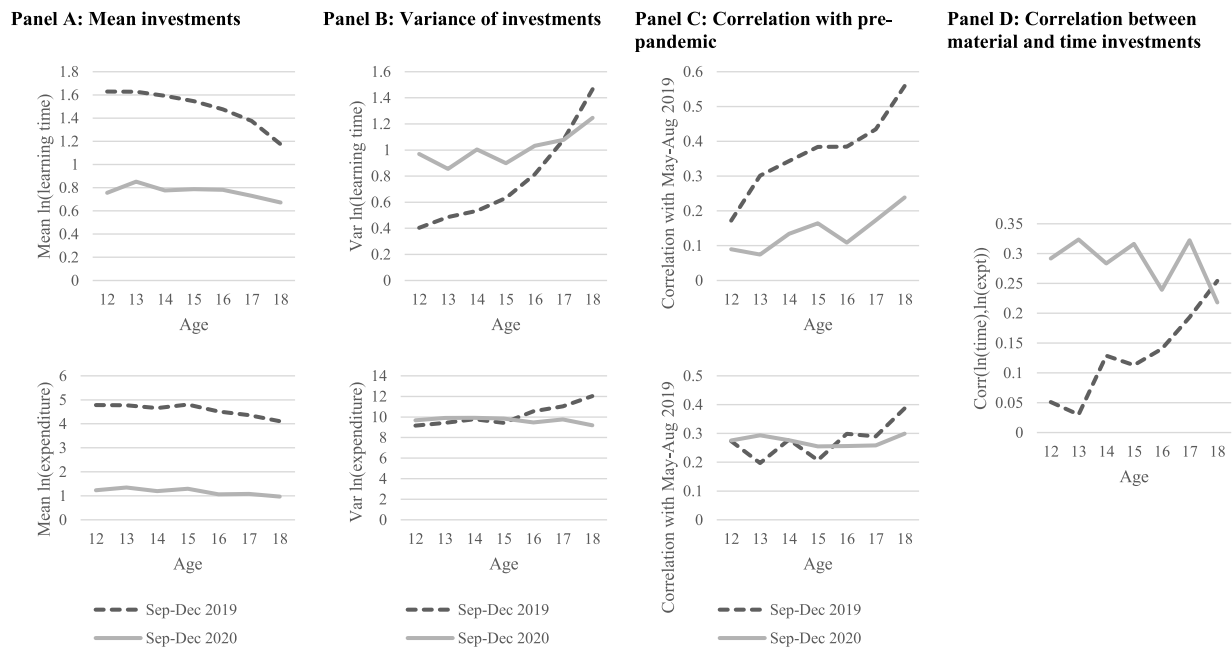 Panel A: Mean investments
Panel B: Variance of investments
Panel C: Correlation with pre-
pandemic
Panel D: Correlation between
material and time investments
Mean ln(learning time)
1.8
1.6
1.4
1.2
1
0.8
0.6
0.4
0.2
0
12 13 14 15 16 17 18
Age
Var ln(learning time)
1.6
1.4
1.2
1
0.8
0.6
0.4
0.2
0
12 13 14 15 16 17 18
Age
Correlation with May-Aug 2019
0.6
0.5
0.4
0.3
0.2
0.1
0
12 13 14 15 16 17 18
Age
Corr(ln(time),ln(expt))
0.35
0.3
0.25
0.2
0.15
0.1
0.05
0
12 13 14 15 16 17 18
Age
Mean ln(expenditure)
6
5
4
3
2
1
0
12 13 14 15 16 17 18
Age
Sep-Dec 2019
Sep-Dec 2020
Var ln(expenditure)
14
12
10
8
6
4
2
0
12 13 14 15 16 17 18
Age
Sep-Dec 2019
Sep-Dec 2020
Correlation with May-Aug 2019
0.5
0.4
0.3
0.2
0.1
0
12 13 14 15 16 17 18
Age
Sep-Dec 2019
Sep-Dec 2020